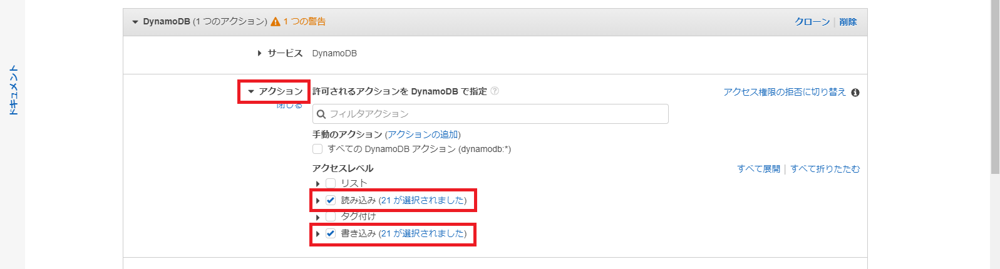 DynamoDB (1 つのアクション) 1 つの警告 クローン | 削除
ドキュメント
サービス DynamoDB
アクション 許可されるアクションを DynamoDB で指定 アクセス権限の拒否に切り替え
閉じる
フィルタアクション
手動のアクション (アクションの追加)
すべての DynamoDB アクション (dynamodb:*)
アクセスレベル すべて展開 | すべて折りたたむ
リスト
読み込み (21 が選択されました)
タグ付け
書き込み (21 が選択されました)